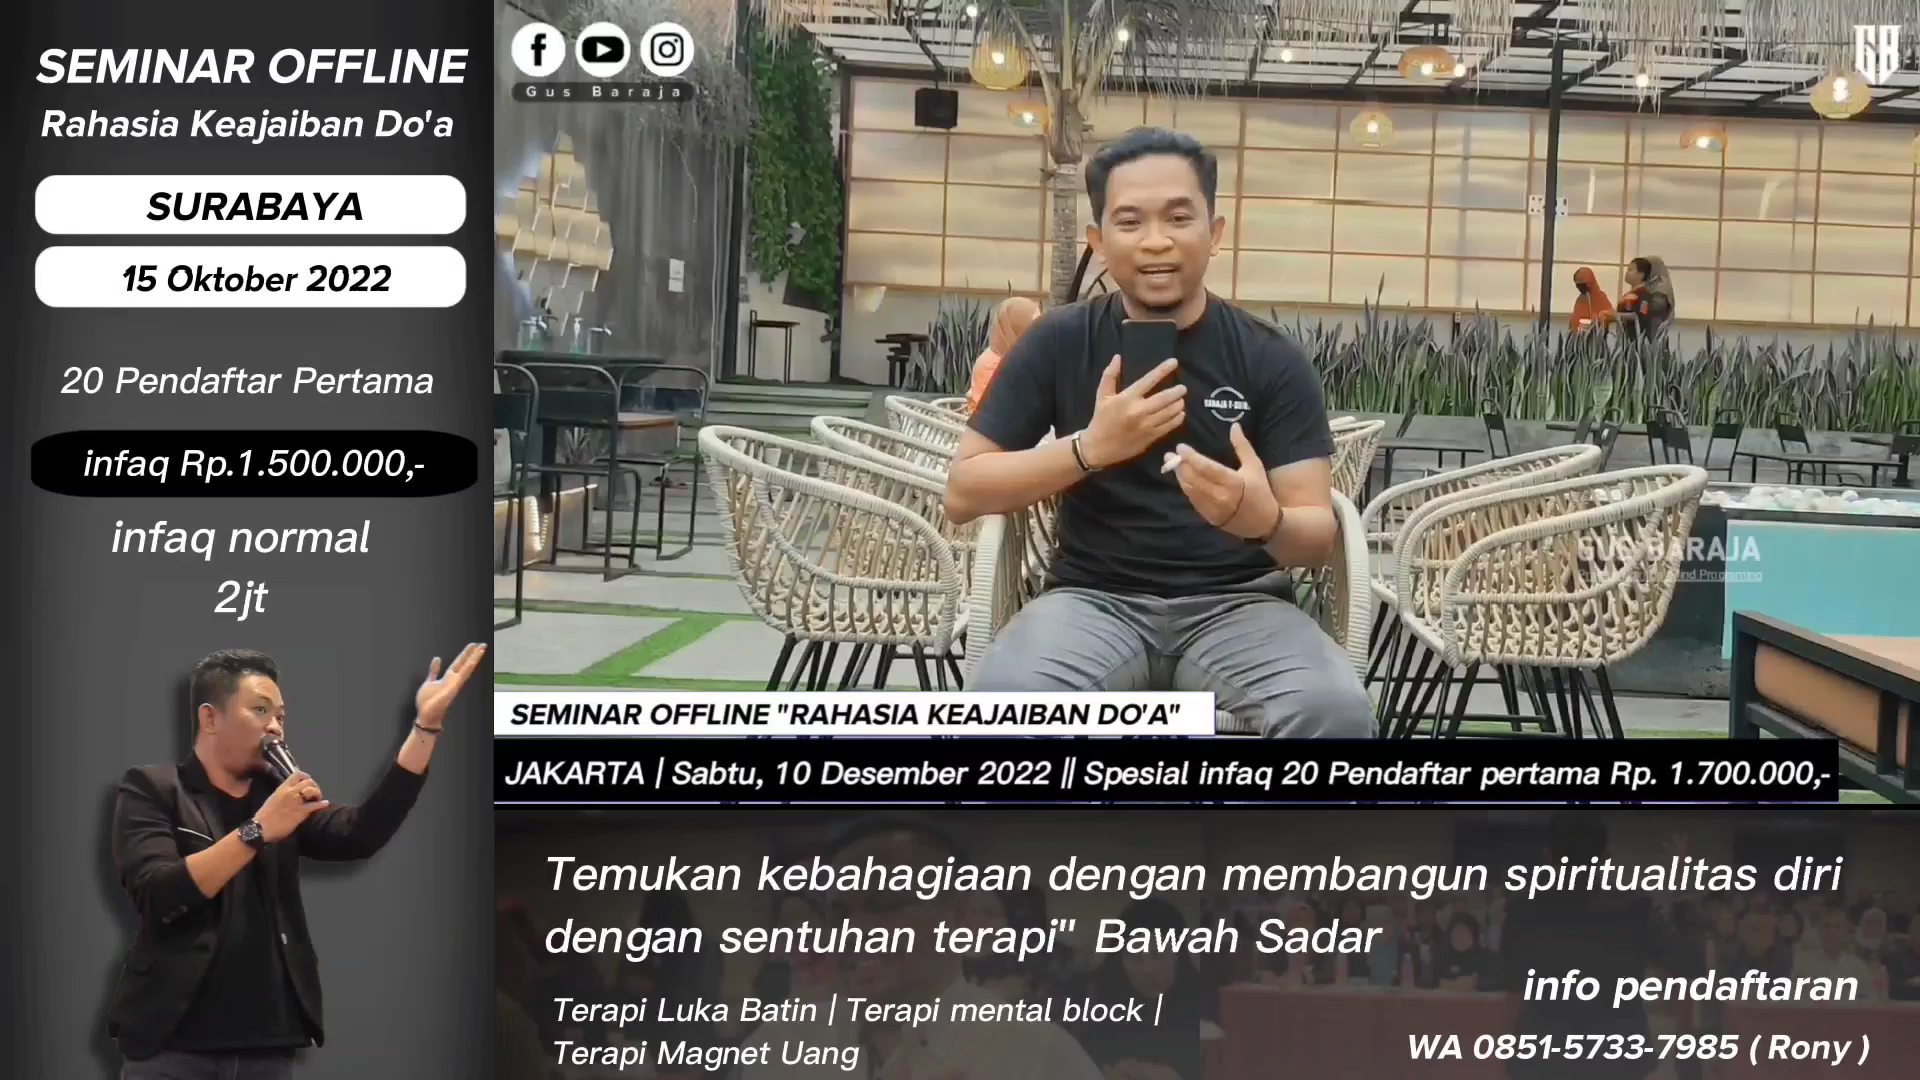 SEMINAR OFFLINE
Rahasia Keajaiban Do'a
SURABAYA
15 Oktober 2022
20 Pendaftar Pertama
infaq Rp.1.500.000,-
infaq normal
2jt
Gus Baraja
GB
GUS BARAJA
Mind Programing
SEMINAR OFFLINE "RAHASIA KEAJAIBAN DO'A"
JAKARTA | Sabtu, 10 Desember 2022 || Spesial infaq 20 Pendaftar pertama Rp. 1.700.000,-
Temukan kebahagiaan dengan membangun spiritualitas diri
dengan sentuhan terapi" Bawah Sadar
Terapi Luka Batin | Terapi mental block |
Terapi Magnet Uang
info pendaftaran
WA 0851-5733-7985 ( Rony )